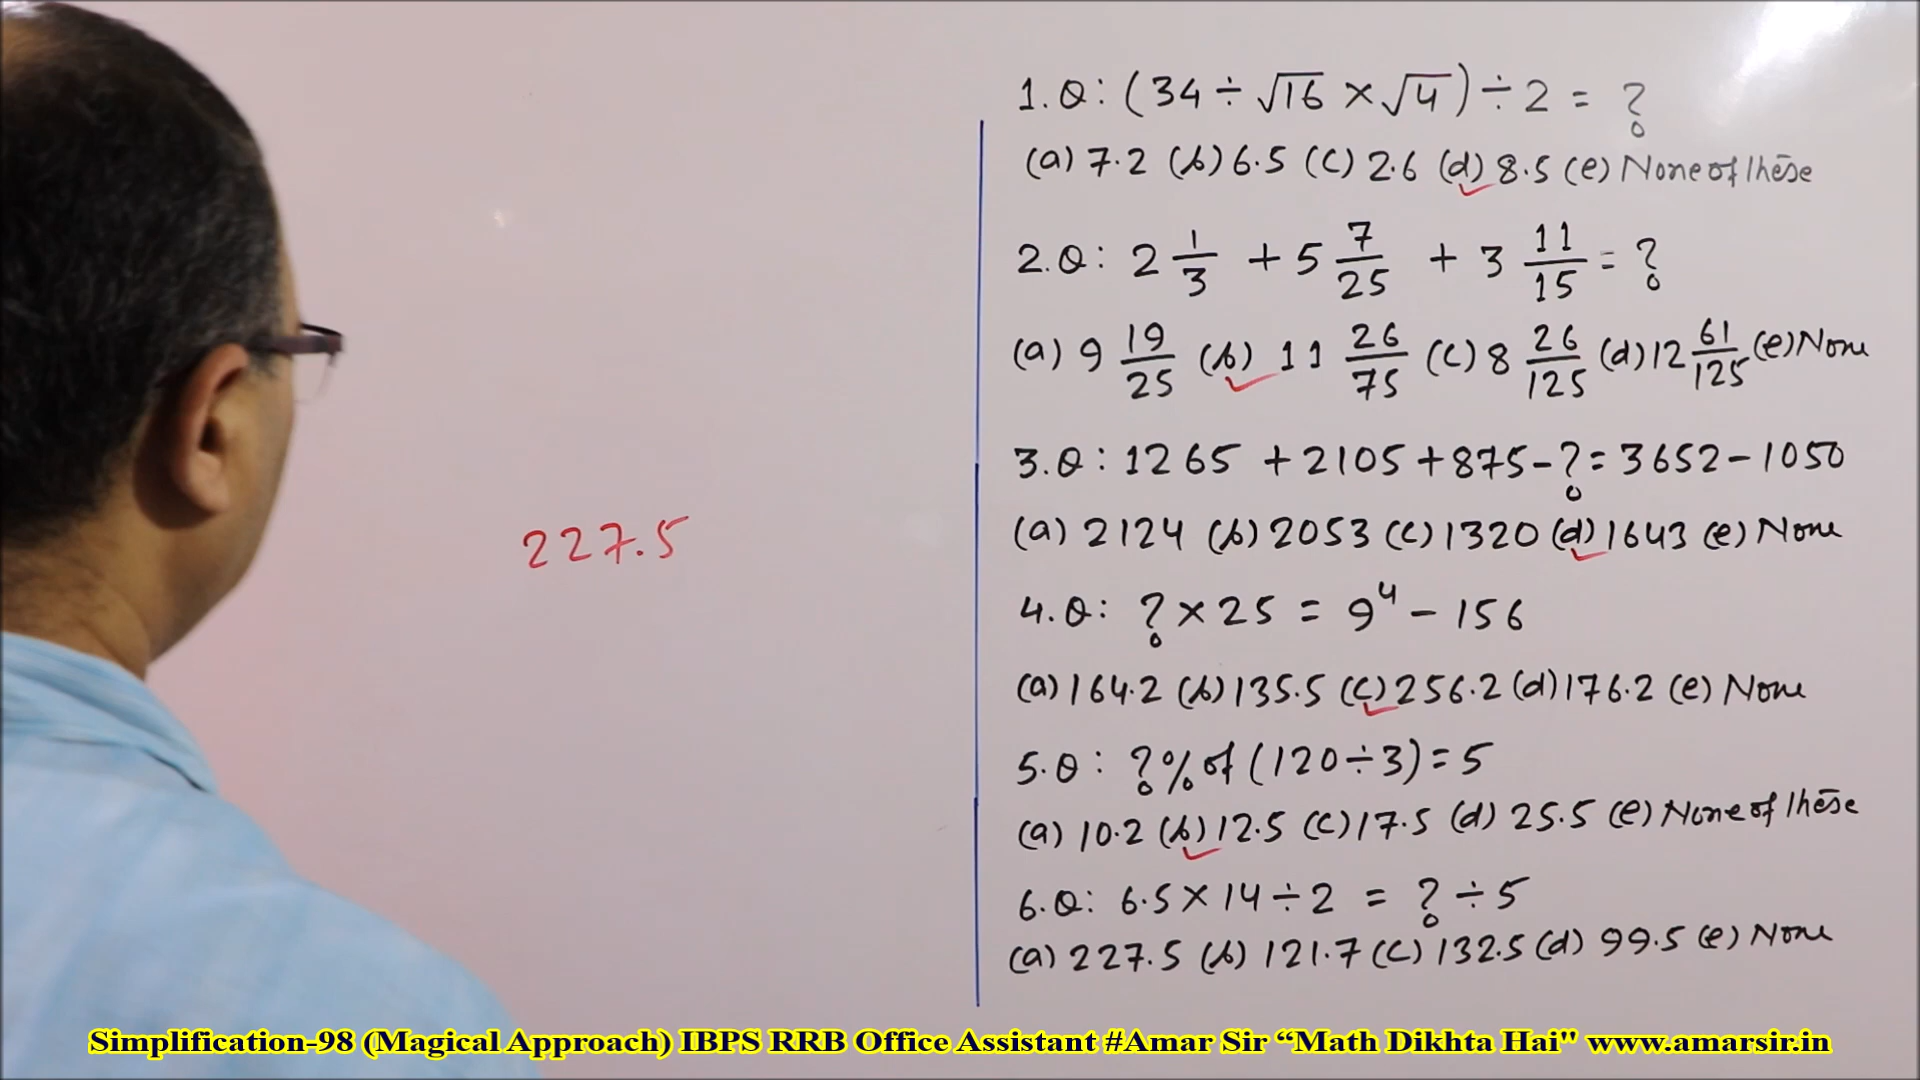 227.5
1.Q: (34 ÷ √16 × √4) ÷ 2 = ?
(a) 7.2 (b) 6.5 (c) 2.6 (d) 8.5 (e) None of these
2.Q: 2 1/3 + 5 7/25 + 3 11/15 = ?
(a) 9 19/25 (b) 11 26/75 (c) 8 26/125 (d) 12 61/125 (e) None
3.Q: 1265 + 2105 + 875 - ? = 3652 - 1050
(a) 2124 (b) 2053 (c) 1320 (d) 1643 (e) None
4.Q: ? × 25 = 9⁴ - 156
(a) 164.2 (b) 135.5 (c) 256.2 (d) 176.2 (e) None
5.Q: ?% of (120 ÷ 3) = 5
(a) 10.2 (b) 12.5 (c) 17.5 (d) 25.5 (e) None of these
6.Q: 6.5 × 14 ÷ 2 = ? ÷ 5
(a) 227.5 (b) 121.7 (c) 132.5 (d) 99.5 (e) None
Simplification-98 (Magical Approach) IBPS RRB Office Assistant #Amar Sir “Math Dikhta Hai" www.amarsir.in